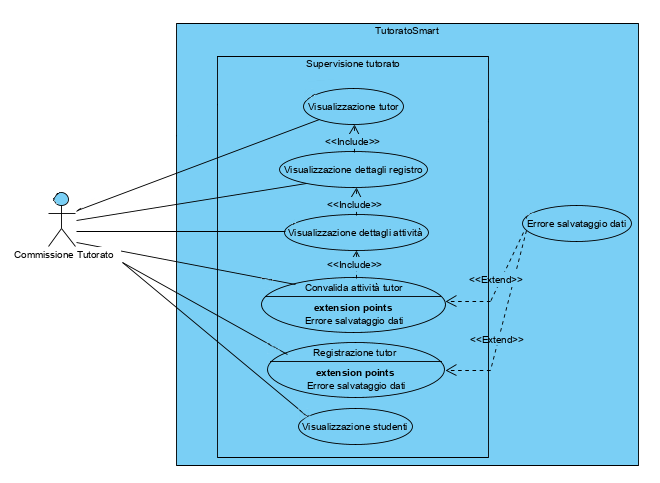 TutoratoSmart
Supervisione tutorato
Visualizzazione tutor
<<Include>>
Visualizzazione dettagli registro
<<Include>>
Visualizzazione dettagli attività
<<Include>>
Convalida attività tutor
extension points
Errore salvataggio dati
Registrazione tutor
extension points
Errore salvataggio dati
Visualizzazione studenti
Commissione Tutorato
Errore salvataggio dati
<<Extend>>
<<Extend>>